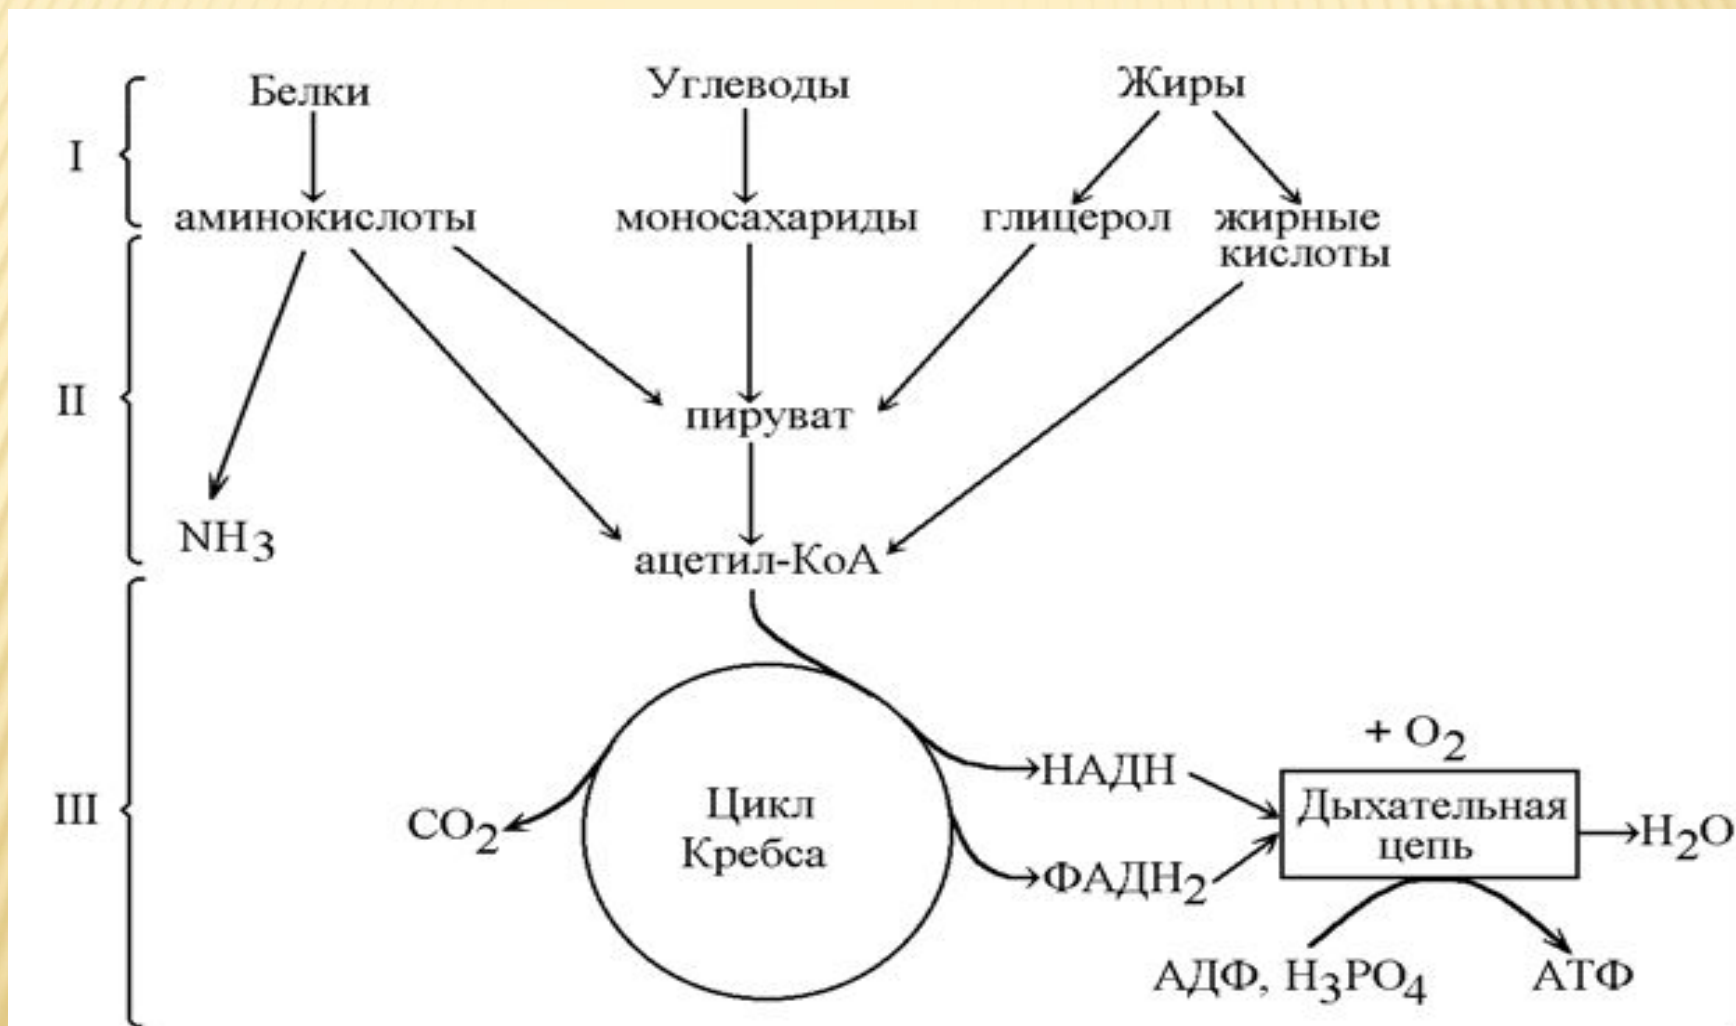 Белки
Углеводы
Жиры
I
аминокислоты
моносахариды
глицерол
жирные
кислоты
II
пируват
NH3
ацетил-КоА
III
Цикл
Кребса
CO2
НАДН
ФАДН2
+ O2
Дыхательная
цепь
H2O
АДФ, H3PO4
АТФ